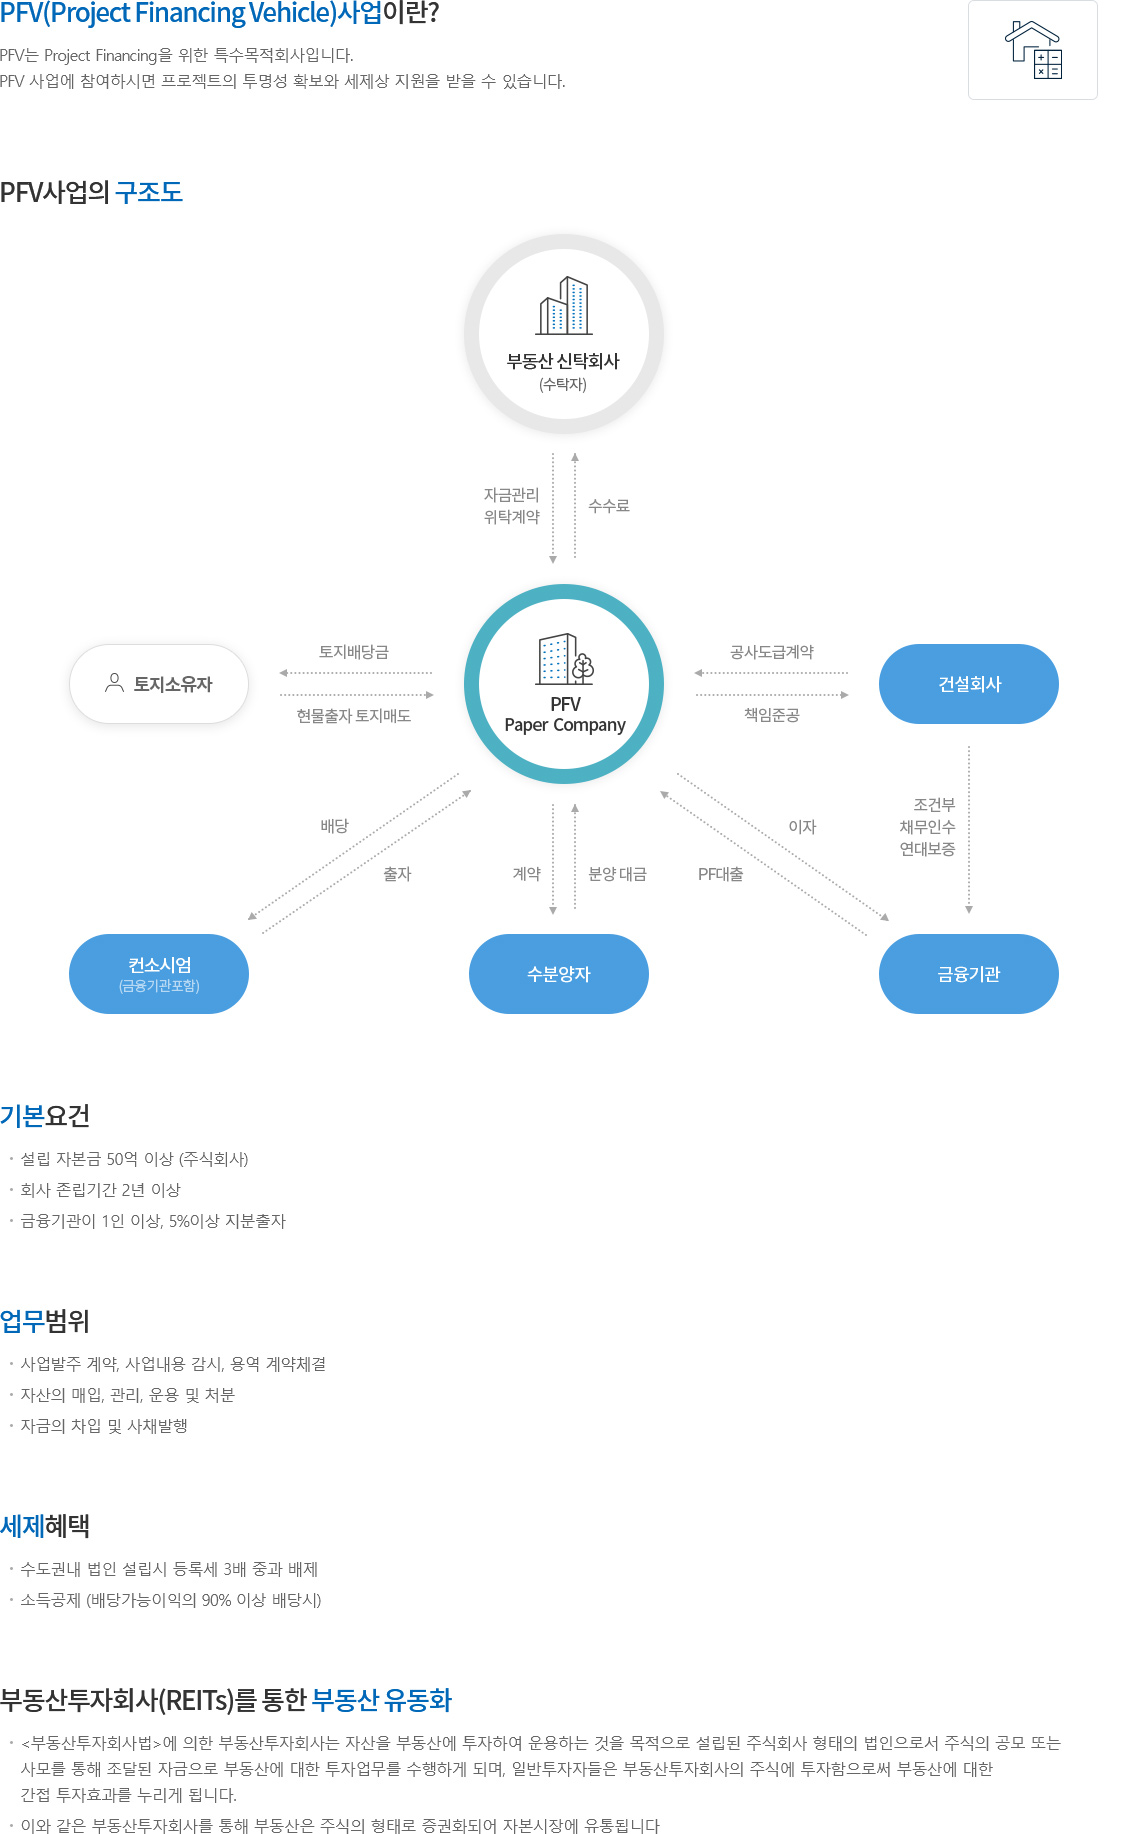 PFV(Project Financing Vehicle)사업이란?
PFV는 Project Financing을 위한 특수목적회사입니다.
PFV 사업에 참여하시면 프로젝트의 투명성 확보와 세제상 지원을 받을 수 있습니다.
PFV사업의 구조도
부동산 신탁회사
(수탁자)
자금관리
위탁계약
수수료
토지소유자
토지배당금
현물출자 토지매도
PFV
Paper Company
공사도급계약
책임준공
건설회사
배당
출자
계약
분양 대금
PF대출
이자
조건부
채무인수
연대보증
컨소시엄
(금융기관포함)
수분양자
금융기관
기본요건
· 설립 자본금 50억 이상 (주식회사)
· 회사 존립기간 2년 이상
· 금융기관이 1인 이상, 5%이상 지분출자
업무범위
· 사업발주 계약, 사업내용 감시, 용역 계약체결
· 자산의 매입, 관리, 운용 및 처분
· 자금의 차입 및 사채발행
세제혜택
· 수도권내 법인 설립시 등록세 3배 중과 배제
· 소득공제 (배당가능이익의 90% 이상 배당시)
부동산투자회사(REITs)를 통한 부동산 유동화
· <부동산투자회사법>에 의한 부동산투자회사는 자산을 부동산에 투자하여 운용하는 것을 목적으로 설립된 주식회사 형태의 법인으로서 주식의 공모 또는
사모를 통해 조달된 자금으로 부동산에 대한 투자업무를 수행하게 되며, 일반투자자들은 부동산투자회사의 주식에 투자함으로써 부동산에 대한
간접 투자효과를 누리게 됩니다.
· 이와 같은 부동산투자회사를 통해 부동산은 주식의 형태로 증권화되어 자본시장에 유통됩니다